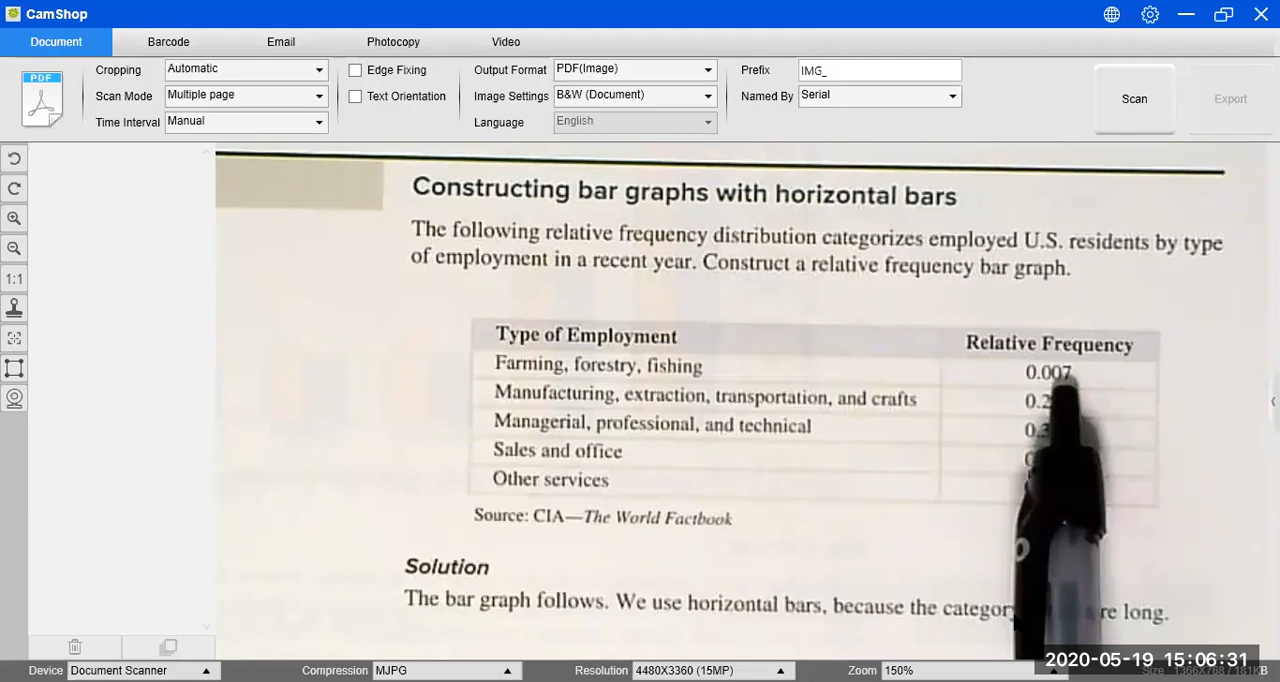 CamShop
Document Barcode Email Photocopy Video
PDF
Cropping Automatic
Scan Mode Multiple page
Time Interval Manual
Edge Fixing
Text Orientation
Output Format PDF(Image)
Image Settings B&W (Document)
Language English
Prefix IMG_
Named By Serial
Scan
Export
1:1
Constructing bar graphs with horizontal bars
The following relative frequency distribution categorizes employed U.S. residents by type
of employment in a recent year. Construct a relative frequency bar graph.
Type of Employment Relative Frequency
Farming, forestry, fishing 0.007
Manufacturing, extraction, transportation, and crafts
Managerial, professional, and technical
Sales and office
Other services
Source: CIA—The World Factbook
Solution
The bar graph follows. We use horizontal bars, because the long.
Device Document Scanner Compression MJPG Resolution 4480X3360 (15MP) Zoom 150%
2020-05-19 15:06:31